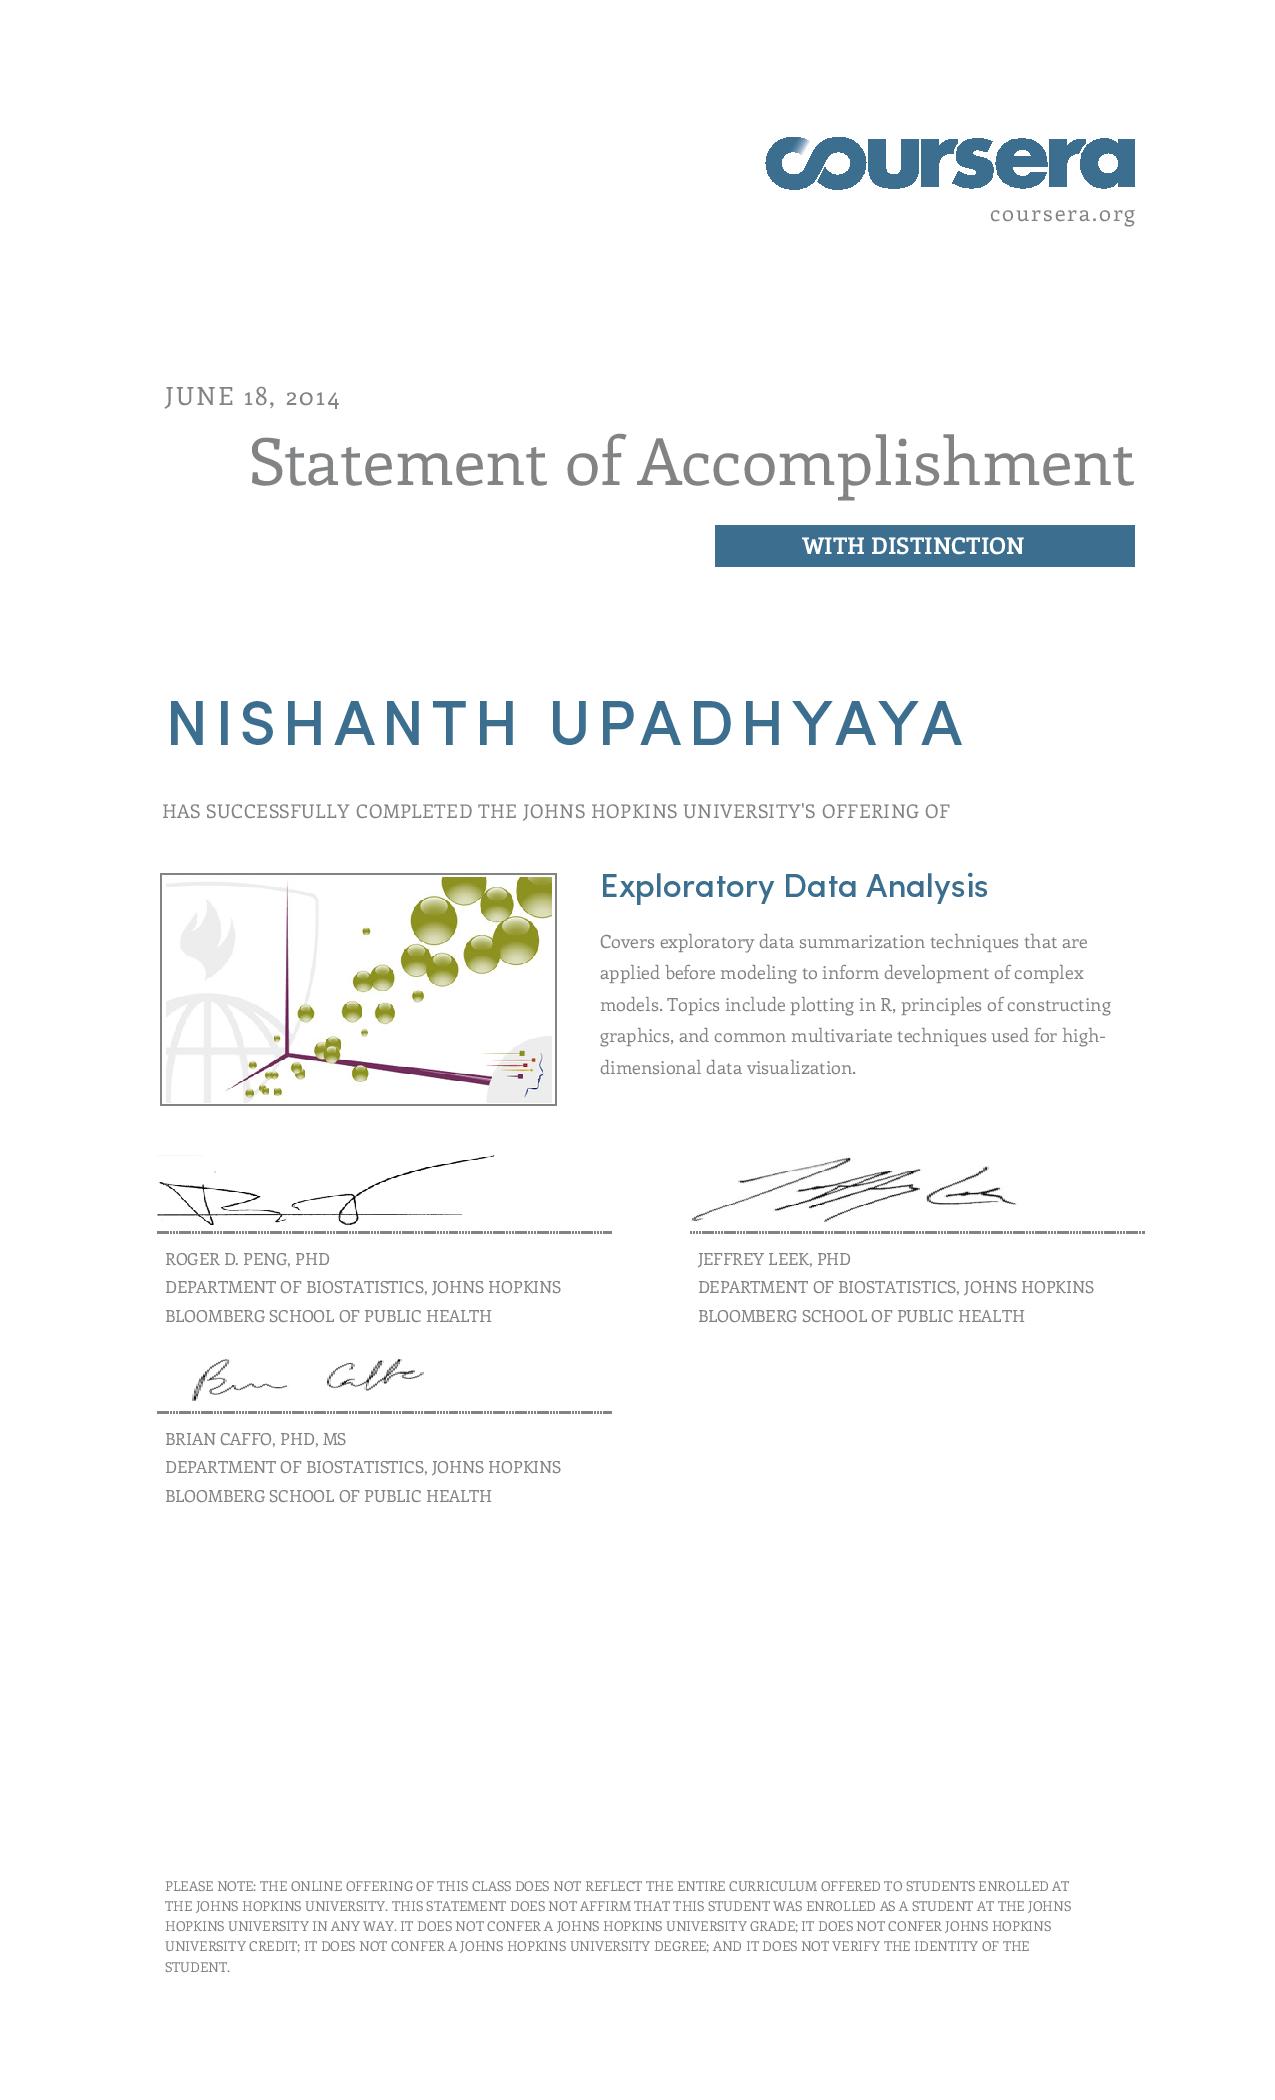 coursera
coursera.org
JUNE 18, 2014
Statement of Accomplishment
WITH DISTINCTION
NISHANTH UPADHYAYA
HAS SUCCESSFULLY COMPLETED THE JOHNS HOPKINS UNIVERSITY'S OFFERING OF
Exploratory Data Analysis
Covers exploratory data summarization techniques that are
applied before modeling to inform development of complex
models. Topics include plotting in R, principles of constructing
graphics, and common multivariate techniques used for high-
dimensional data visualization.
ROGER D. PENG, PHD
DEPARTMENT OF BIOSTATISTICS, JOHNS HOPKINS
BLOOMBERG SCHOOL OF PUBLIC HEALTH
JEFFREY LEEK, PHD
DEPARTMENT OF BIOSTATISTICS, JOHNS HOPKINS
BLOOMBERG SCHOOL OF PUBLIC HEALTH
BRIAN CAFFO, PHD, MS
DEPARTMENT OF BIOSTATISTICS, JOHNS HOPKINS
BLOOMBERG SCHOOL OF PUBLIC HEALTH
PLEASE NOTE: THE ONLINE OFFERING OF THIS CLASS DOES NOT REFLECT THE ENTIRE CURRICULUM OFFERED TO STUDENTS ENROLLED AT
THE JOHNS HOPKINS UNIVERSITY. THIS STATEMENT DOES NOT AFFIRM THAT THIS STUDENT WAS ENROLLED AS A STUDENT AT THE JOHNS
HOPKINS UNIVERSITY IN ANY WAY. IT DOES NOT CONFER A JOHNS HOPKINS UNIVERSITY GRADE; IT DOES NOT CONFER JOHNS HOPKINS
UNIVERSITY CREDIT; IT DOES NOT CONFER A JOHNS HOPKINS UNIVERSITY DEGREE; AND IT DOES NOT VERIFY THE IDENTITY OF THE
STUDENT.